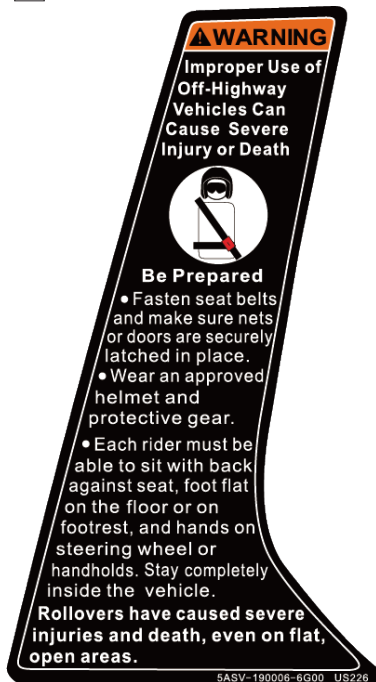 WARNING
Improper Use of
Off-Highway
Vehicles Can
Cause Severe
Injury or Death
Be Prepared
• Fasten seat belts
and make sure nets
or doors are securely
latched in place.
• Wear an approved
helmet and
protective gear.
• Each rider must be
able to sit with back
against seat, foot flat
on the floor or on
footrest, and hands on
steering wheel or
handholds. Stay completely
inside the vehicle.
Rollovers have caused severe
injuries and death, even on flat,
open areas.
5ASV-190006-6G00 US226